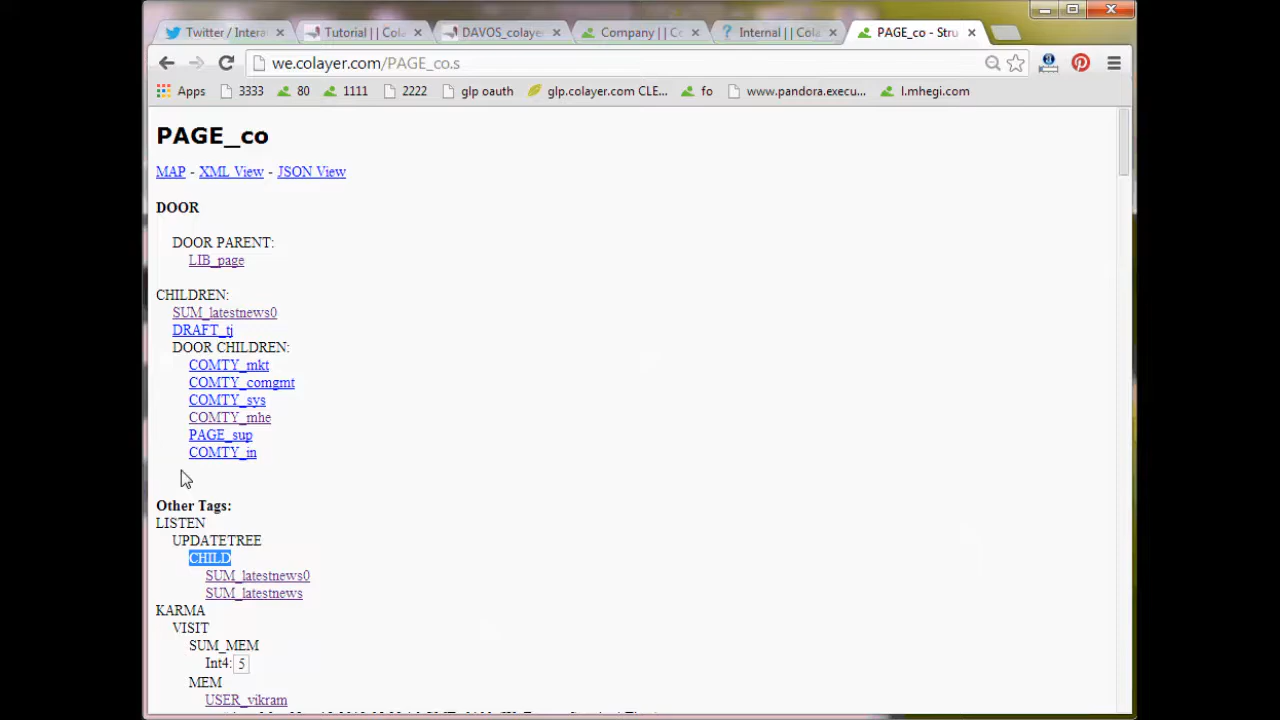 Twitter / Intera
Tutorial | | Cola
DAVOS_colayer
Company | | Co
Internal | | Cola
PAGE_co - Stru
we.colayer.com/PAGE_co.s
Apps 3333 80 1111 2222 glp oauth glp.colayer.com CLE... fo www.pandora.execu... l.mhegi.com
PAGE_co
MAP - XML View - JSON View
DOOR
DOOR PARENT:
LIB_page
CHILDREN:
SUM_latestnews0
DRAFT_tj
DOOR CHILDREN:
COMTY_mkt
COMTY_comgmt
COMTY_sys
COMTY_mhe
PAGE_sup
COMTY_in
Other Tags:
LISTEN
UPDATETREE
CHILD
SUM_latestnews0
SUM_latestnews
KARMA
VISIT
SUM_MEM
Int4: 5
MEM
USER_vikram